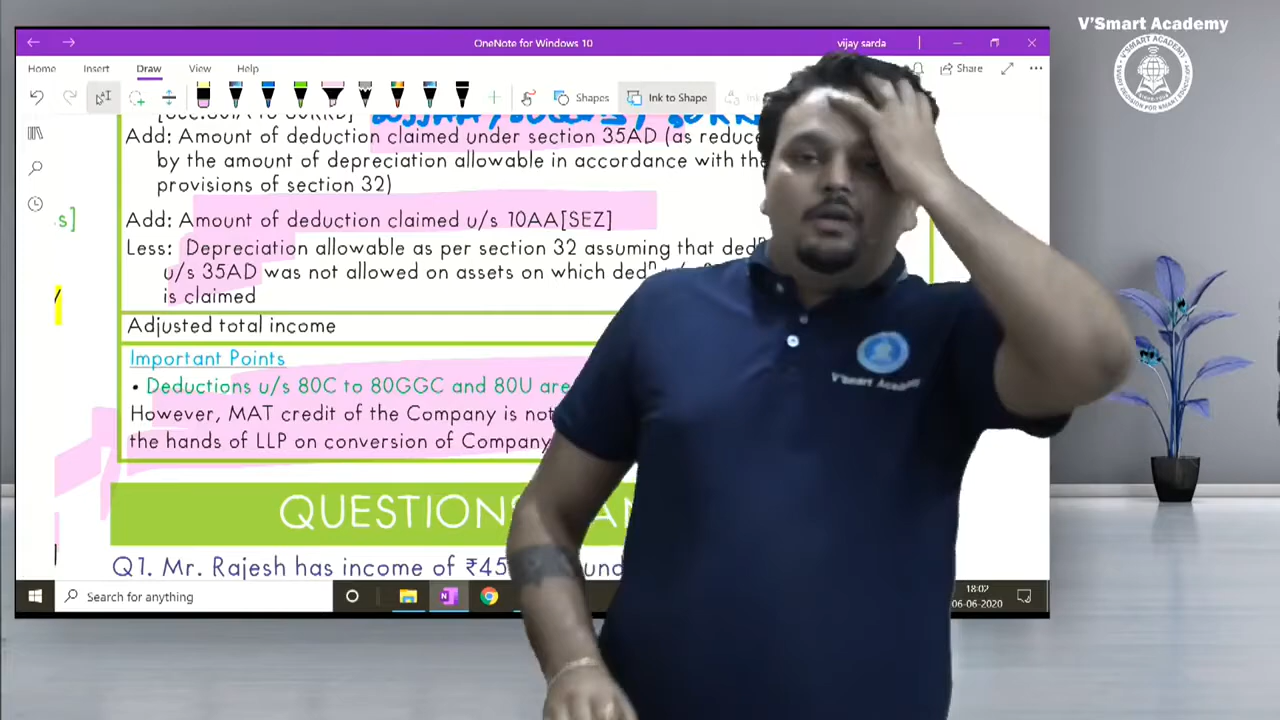 V'Smart Academy
OneNote for Windows 10
vijay sarda
Home Insert Draw View Help
Share
Shapes
Ink to Shape
Add: Amount of deduction claimed under section 35AD (as reduce
by the amount of depreciation allowable in accordance with the
provisions of section 32)
s]
Add: Amount of deduction claimed u/s 10AA[SEZ]
Less: Depreciation allowable as per section 32 assuming that dedⁿ
u/s 35AD was not allowed on assets on which dedⁿ
is claimed
Adjusted total income
Important Points
• Deductions u/s 80C to 80GGC and 80U are
However, MAT credit of the Company is not
the hands of LLP on conversion of Company
QUESTIONS
Q1. Mr. Rajesh has income of ₹45
V'Smart Academy
Search for anything
18:02
06-06-2020